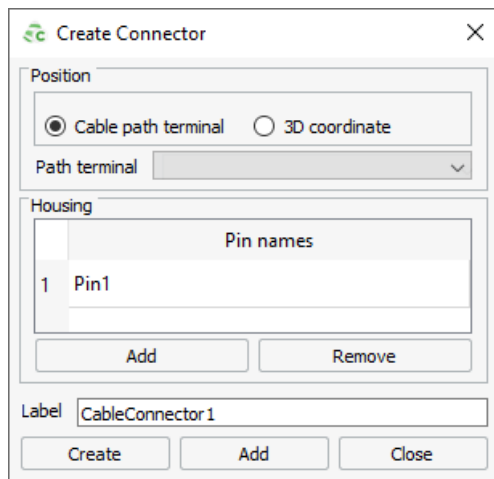 Create Connector
Position
Cable path terminal 3D coordinate
Path terminal
Housing
Pin names
1 Pin1
Add Remove
Label CableConnector1
Create Add Close